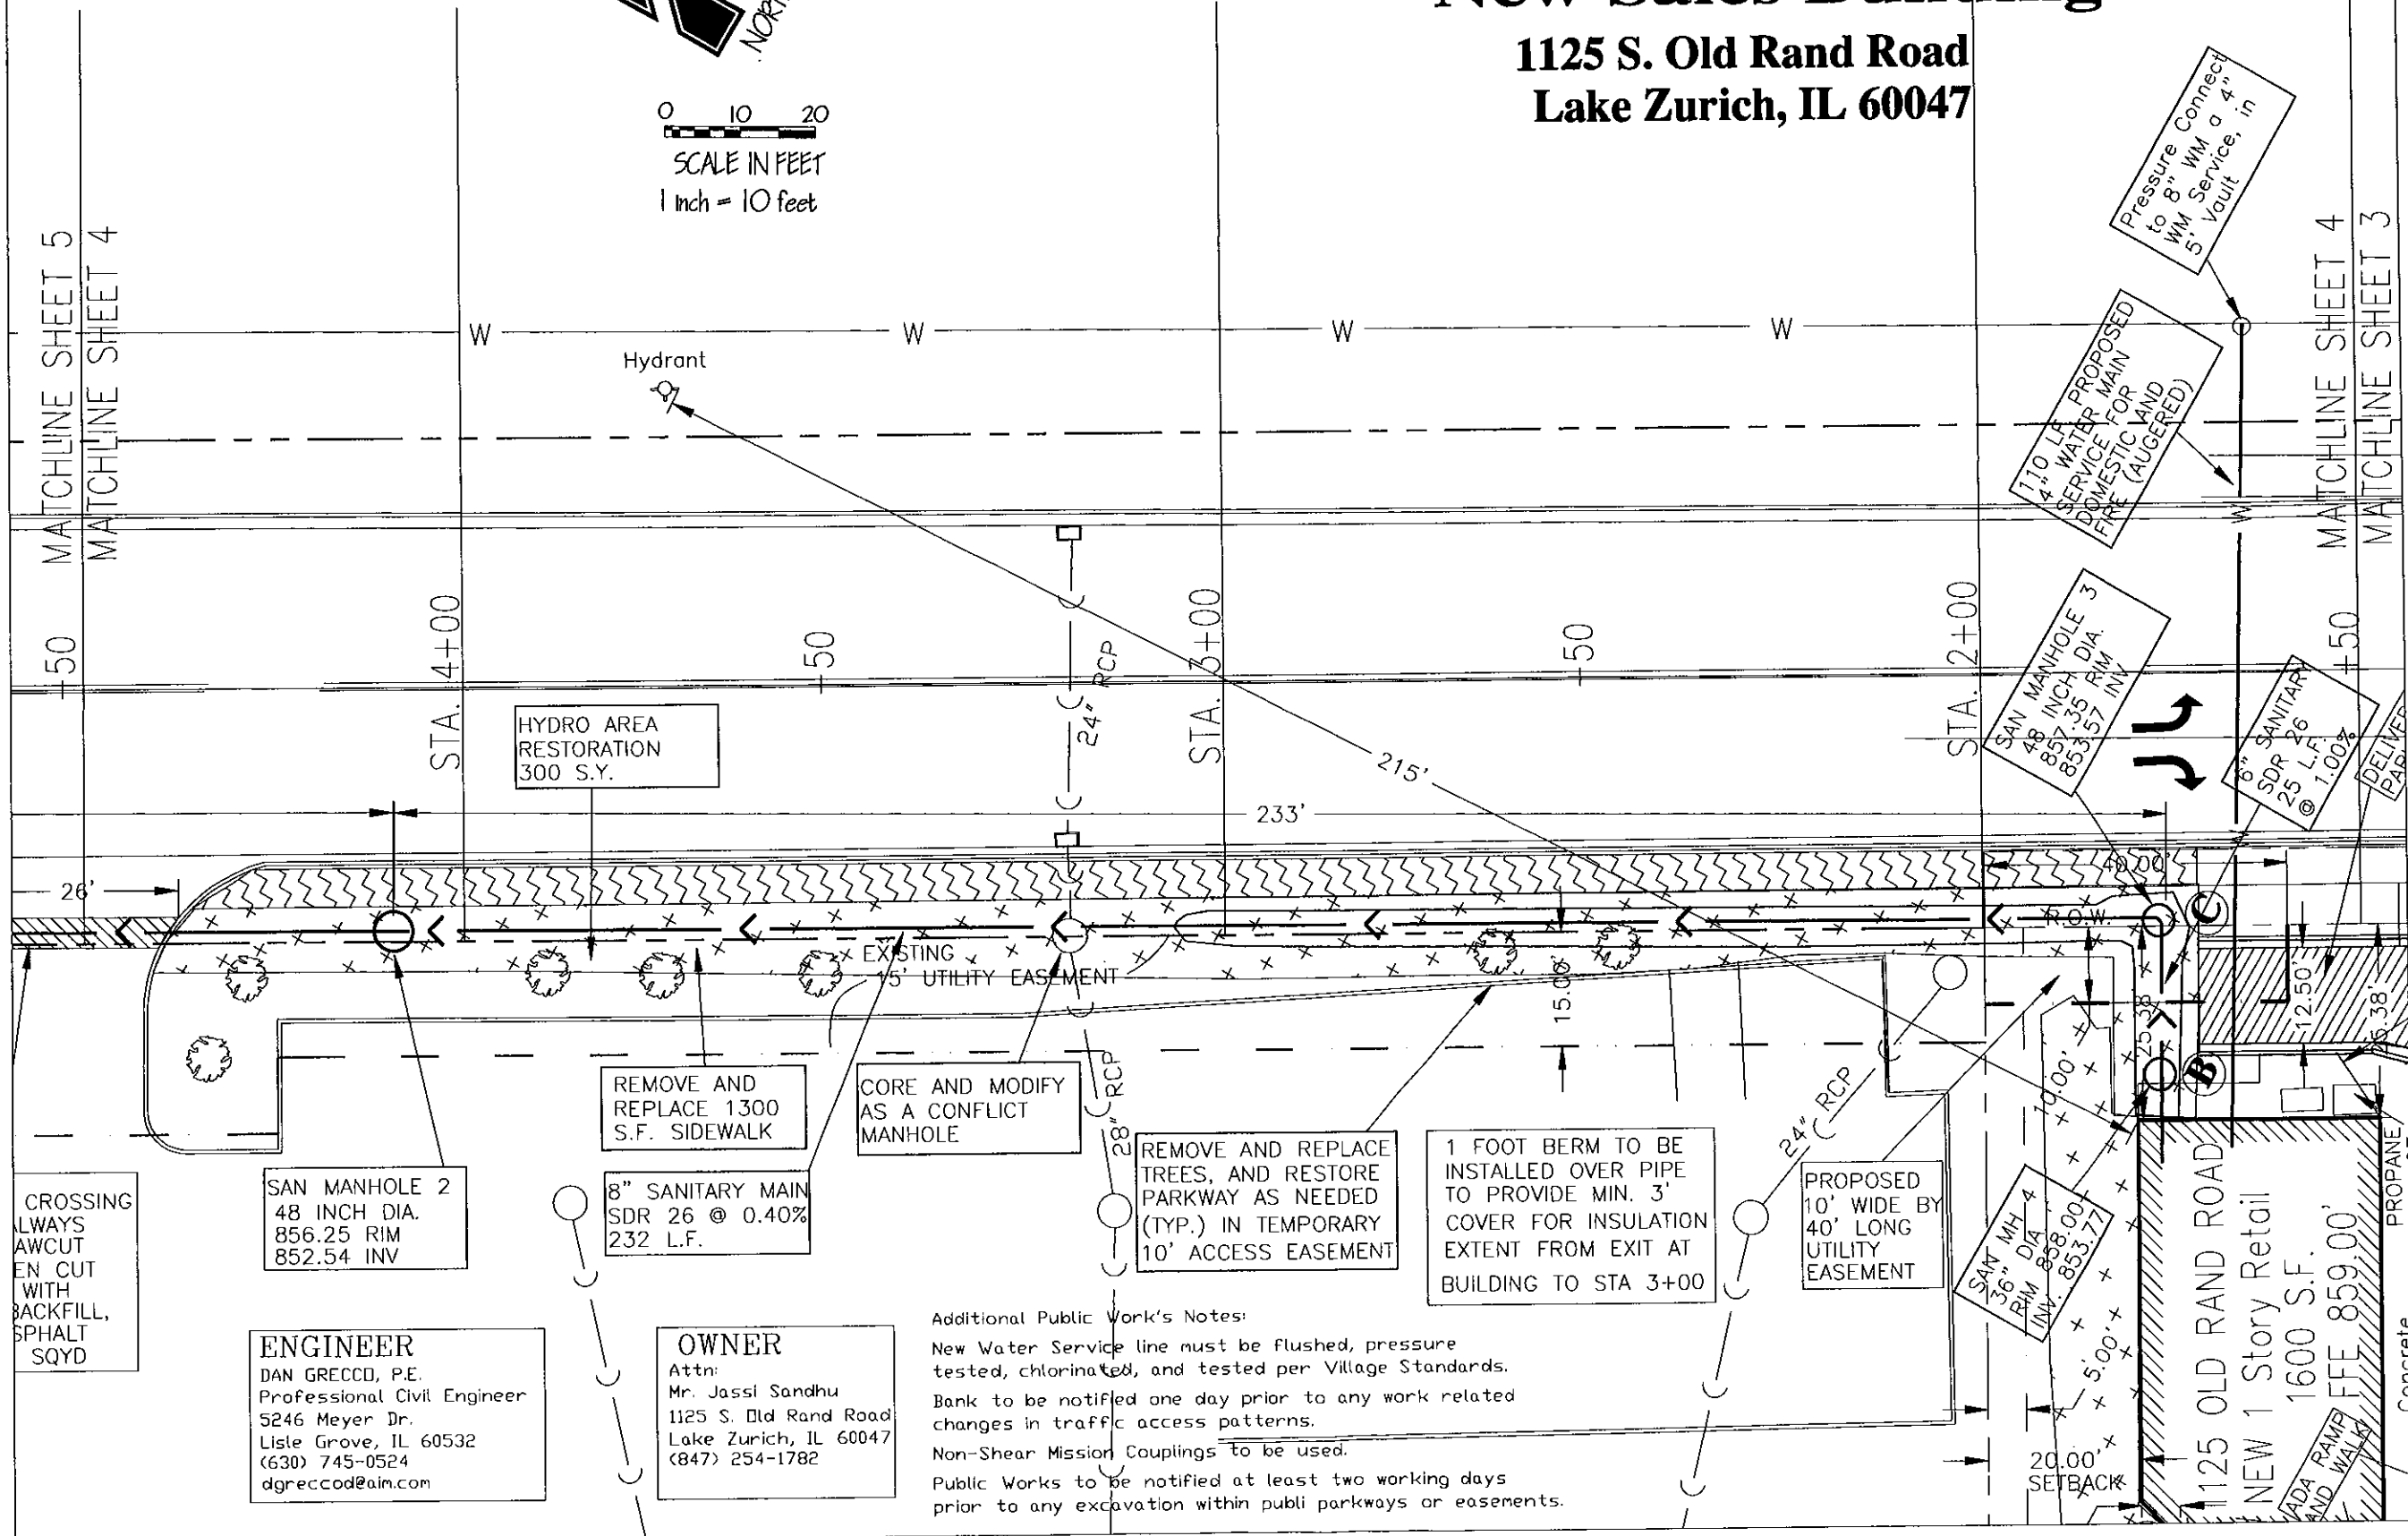 1125 S. Old Rand Road
Lake Zurich, IL 60047
0 10 20
SCALE IN FEET
1 inch = 10 feet
Pressure Connect
to 8" WM a 4"
WM Service, in
5' Vault
MATCHLINE SHEET 5
MATCHLINE SHEET 4
MATCHLINE SHEET 4
MATCHLINE SHEET 3
W
W
W
W
Hydrant
110 LF PROPOSED
4" WATER MAIN
SERVICE FOR
DOMESTIC AND
FIRE (AUGERED)
W
50
STA. 4+00
50
24" RCP
STA. 3+00
50
STA. 2+00
+50
SAN MANHOLE 3
48 INCH DIA.
857.35 RIM
853.57 INV
6" SANITARY
SDR 26
25 L.F.
@ 1.00%
HYDRO AREA
RESTORATION
300 S.Y.
215'
233'
26'
40.00'
R.O.W.
C
EXISTING
15' UTILITY EASEMENT
15.00'
25.38
12.50'
10.00'
B
REMOVE AND
REPLACE 1300
S.F. SIDEWALK
CORE AND MODIFY
AS A CONFLICT
MANHOLE
28" RCP
24" RCP
REMOVE AND REPLACE
TREES, AND RESTORE
PARKWAY AS NEEDED
(TYP.) IN TEMPORARY
10' ACCESS EASEMENT
1 FOOT BERM TO BE
INSTALLED OVER PIPE
TO PROVIDE MIN. 3'
COVER FOR INSULATION
EXTENT FROM EXIT AT
BUILDING TO STA 3+00
PROPOSED
10' WIDE BY
40' LONG
UTILITY
EASEMENT
SAN MH 4
36" DIA
RIM 858.00
INV. 853.77
CROSSING
LWAYS
AWCUT
EN CUT
WITH
BACKFILL,
SPHALT
SQYD
SAN MANHOLE 2
48 INCH DIA.
856.25 RIM
852.54 INV
8" SANITARY MAIN
SDR 26 @ 0.40%
232 L.F.
ENGINEER
DAN GRECCO, P.E.
Professional Civil Engineer
5246 Meyer Dr.
Lisle Grove, IL 60532
(630) 745-0524
dgreccod@aim.com
OWNER
Attn:
Mr. Jassi Sandhu
1125 S. Old Rand Road
Lake Zurich, IL 60047
(847) 254-1782
Additional Public Work's Notes:
New Water Service line must be flushed, pressure
tested, chlorinated, and tested per Village Standards.
Bank to be notified one day prior to any work related
changes in traffic access patterns.
Non-Shear Mission Couplings to be used.
Public Works to be notified at least two working days
prior to any excavation within publi parkways or easements.
5.00'
20.00'
SETBACK
1125 OLD RAND ROAD
NEW 1 Story Retail
1600 S.F.
FFE 859.00'
ADA RAMP
AND WALK
PROPANE
Concrete